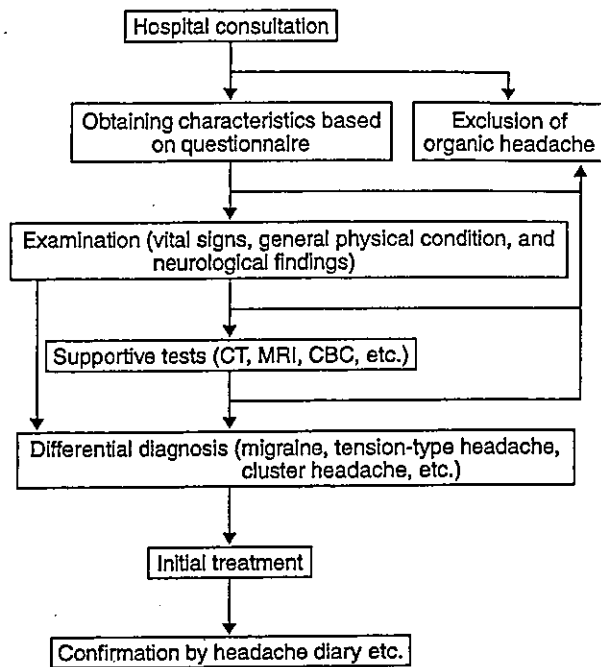 Hospital consultation
Obtaining characteristics based
on questionnaire
Exclusion of
organic headache
Examination (vital signs, general physical condition, and
neurological findings)
Supportive tests (CT, MRI, CBC, etc.)
Differential diagnosis (migraine, tension-type headache,
cluster headache, etc.)
Initial treatment
Confirmation by headache diary etc.